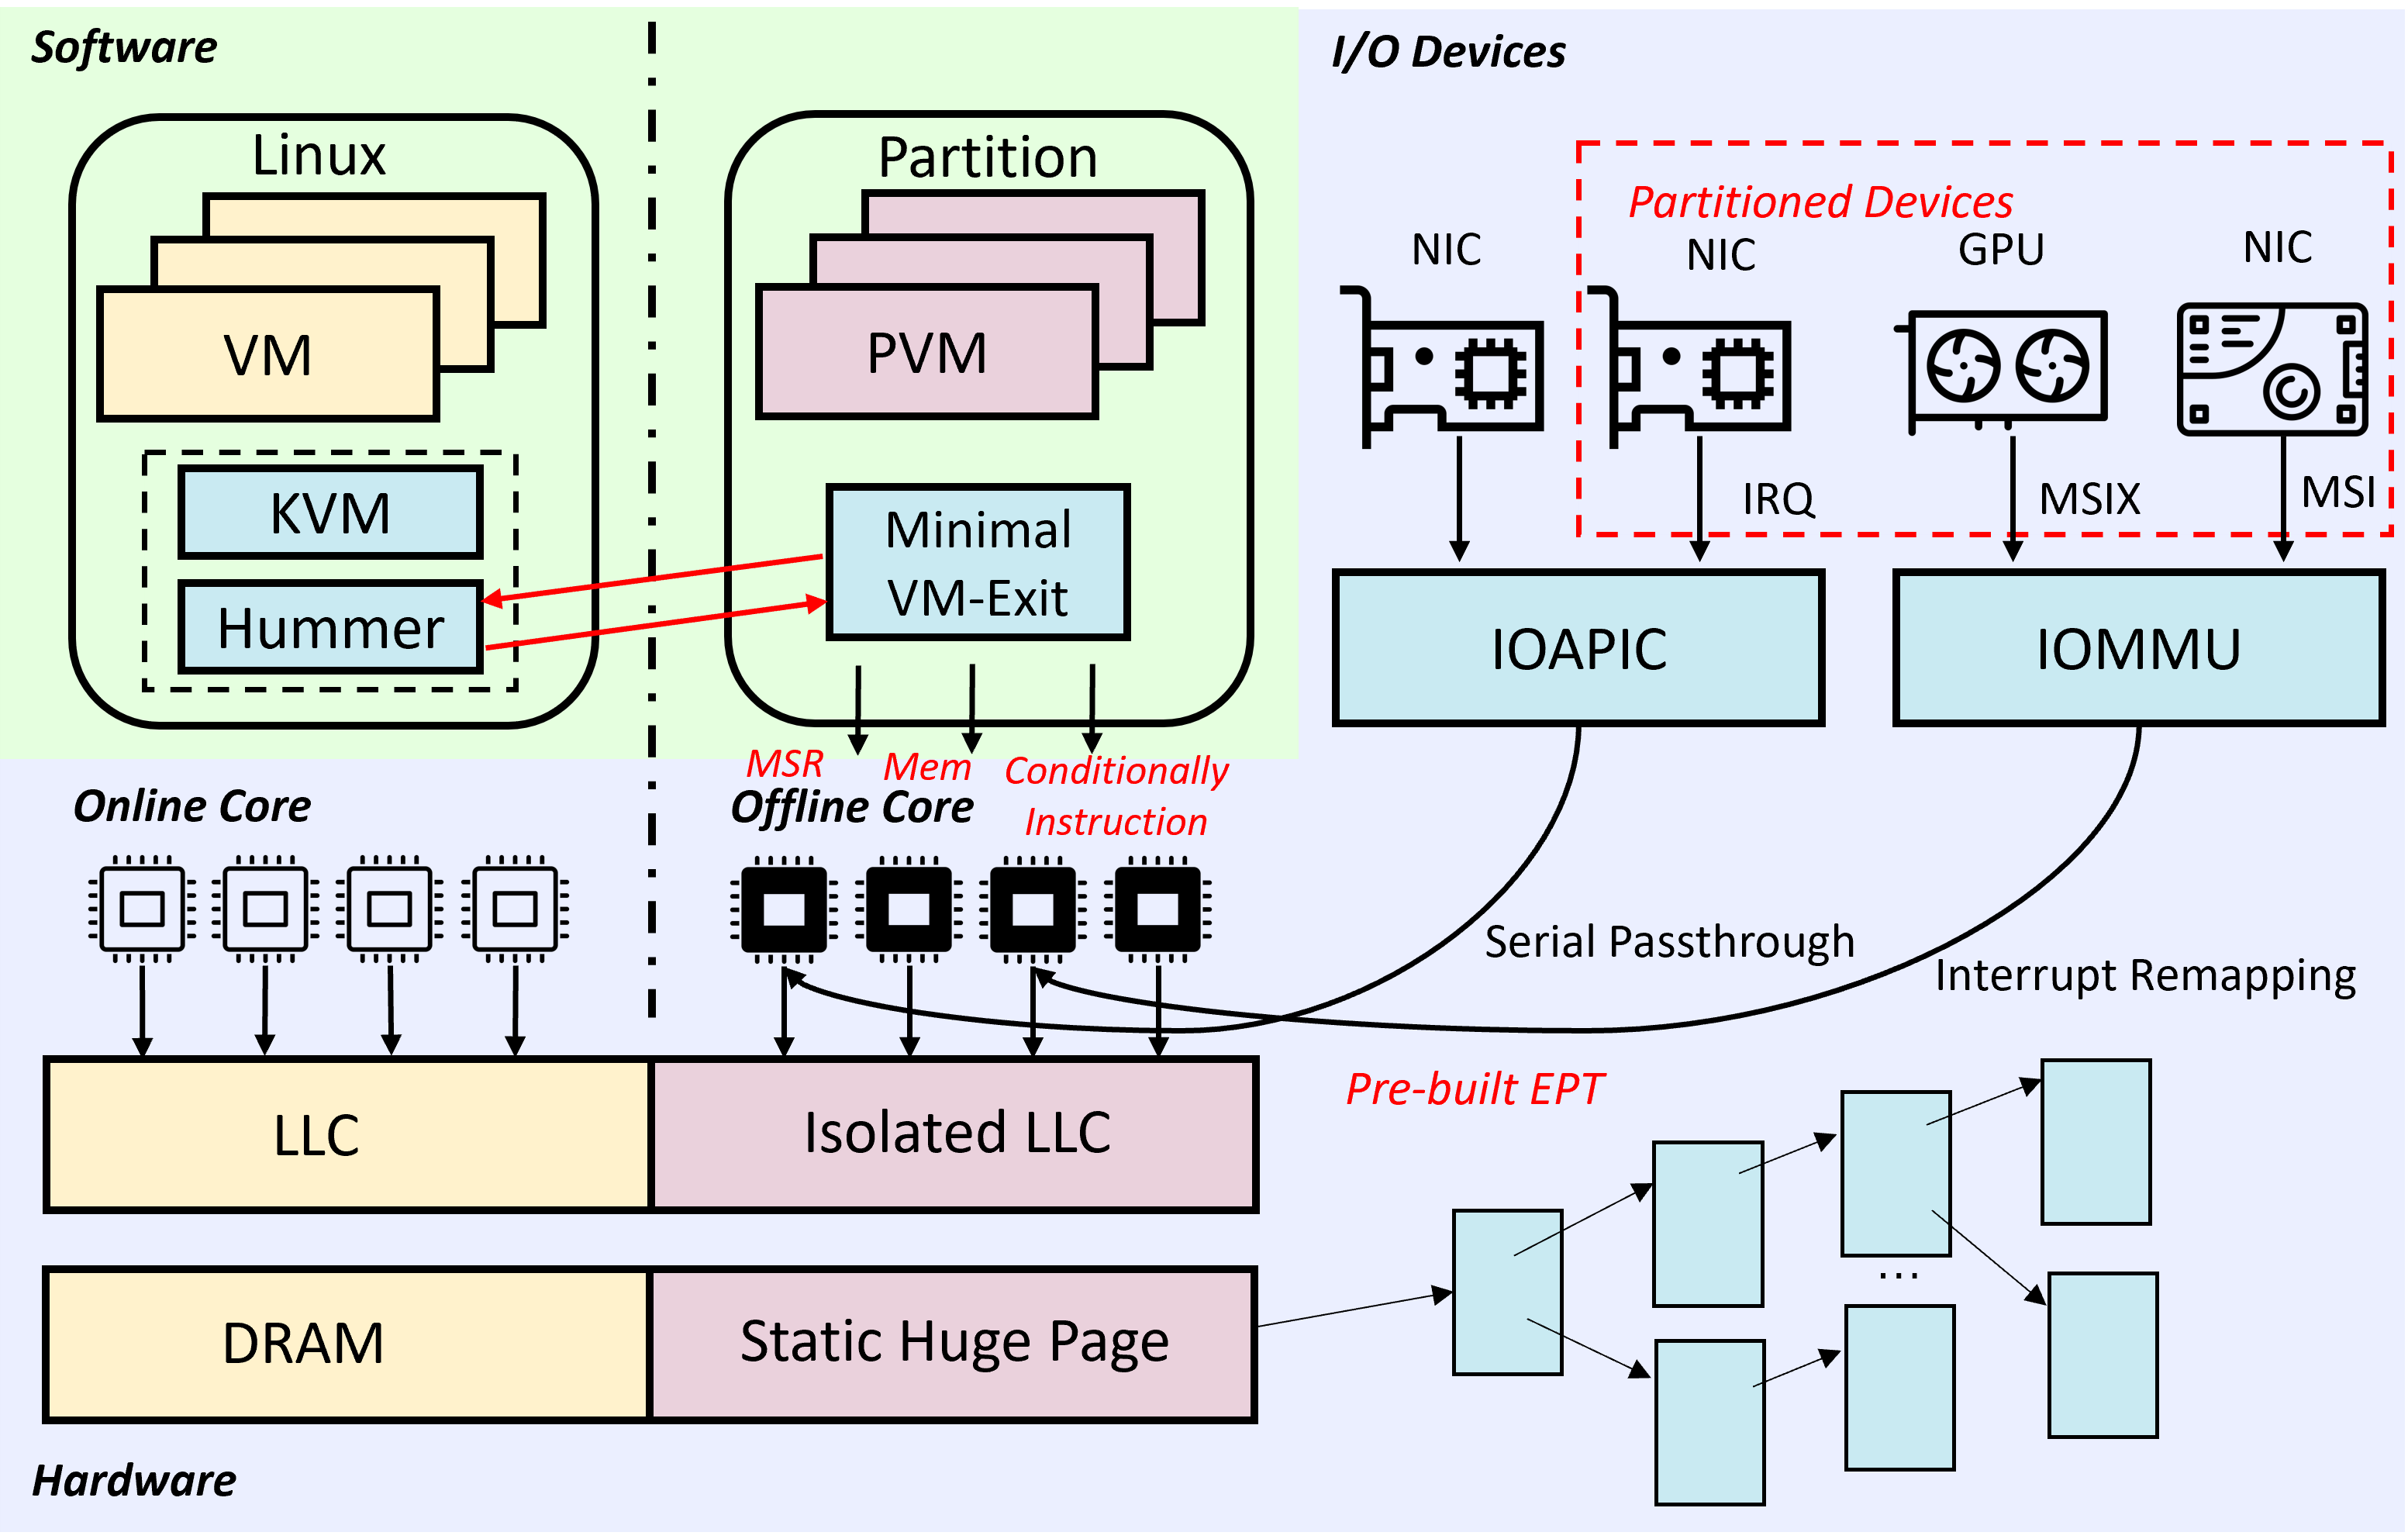 Software
I/O Devices
Linux
VM
KVM
Hummer
Partition
PVM
Minimal
VM-Exit
Partitioned Devices
NIC
NIC
GPU
NIC
IRQ
MSIX
MSI
IOAPIC
IOMMU
MSR
Mem
Conditionally
Instruction
Online Core
Offline Core
Serial Passthrough
Interrupt Remapping
LLC
Isolated LLC
Pre-built EPT
...
DRAM
Static Huge Page
Hardware